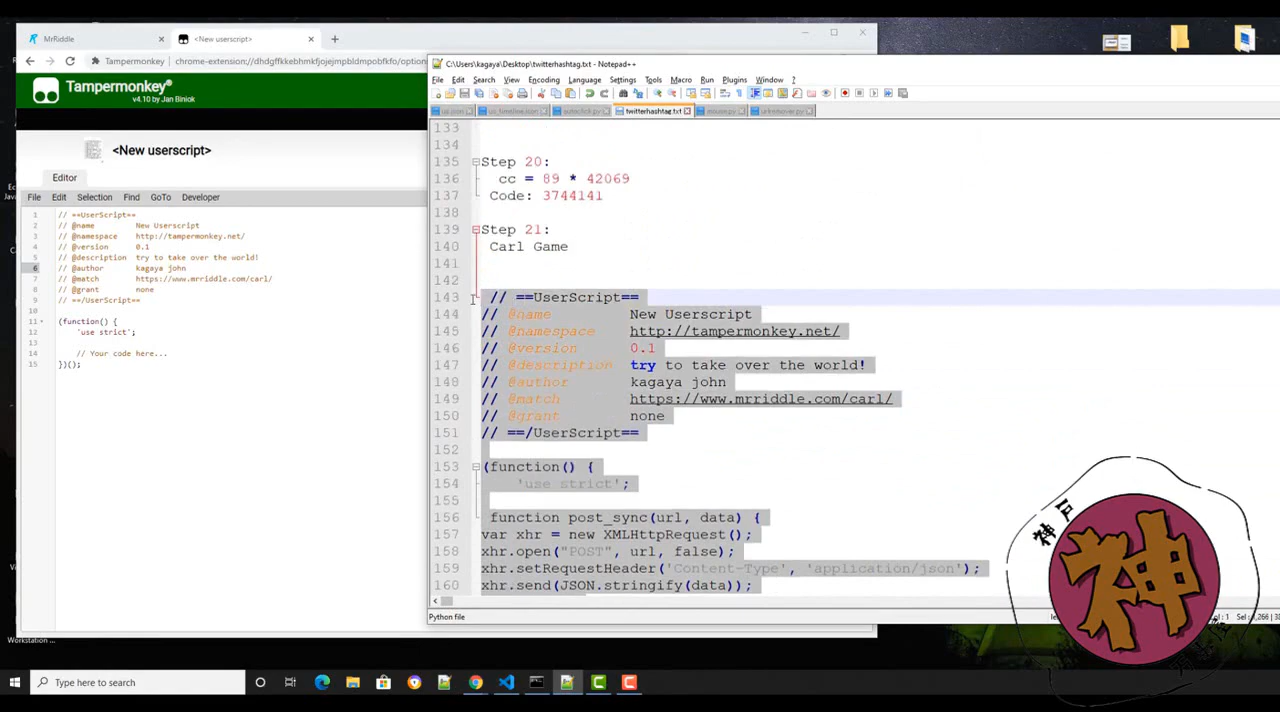 MrRiddle
<New userscript>
Tampermonkey
chrome-extension://dhdgffkkebhmkfjojejmpbldmpobfkfo/option
Tampermonkey®
v4.10 by Jan Biniok
<New userscript>
Editor
File Edit Selection Find GoTo Developer
1 // ==UserScript==
2 // @name New Userscript
3 // @namespace http://tampermonkey.net/
4 // @version 0.1
5 // @description try to take over the world!
6 // @author kagaya john
7 // @match https://www.mrriddle.com/carl/
8 // @grant none
9 // ==/UserScript==
10
11 (function() {
12 'use strict';
13
14 // Your code here...
15 })();
C:\Users\kagaya\Desktop\twitterhashtag.txt - Notepad++
File Edit Search View Encoding Language Settings Tools Macro Run Plugins Window ?
twitterhashtag.txt
133
134
135 Step 20:
136 cc = 89 * 42069
137 Code: 3744141
138
139 Step 21:
140 Carl Game
141
142
143 // ==UserScript==
144 // @name New Userscript
145 // @namespace http://tampermonkey.net/
146 // @version 0.1
147 // @description try to take over the world!
148 // @author kagaya john
149 // @match https://www.mrriddle.com/carl/
150 // @grant none
151 // ==/UserScript==
152
153 (function() {
154 'use strict';
155
156 function post_sync(url, data) {
157 var xhr = new XMLHttpRequest();
158 xhr.open("POST", url, false);
159 xhr.setRequestHeader('Content-Type', 'application/json');
160 xhr.send(JSON.stringify(data));
Python file
神戸
神
Workstation ...
Type here to search